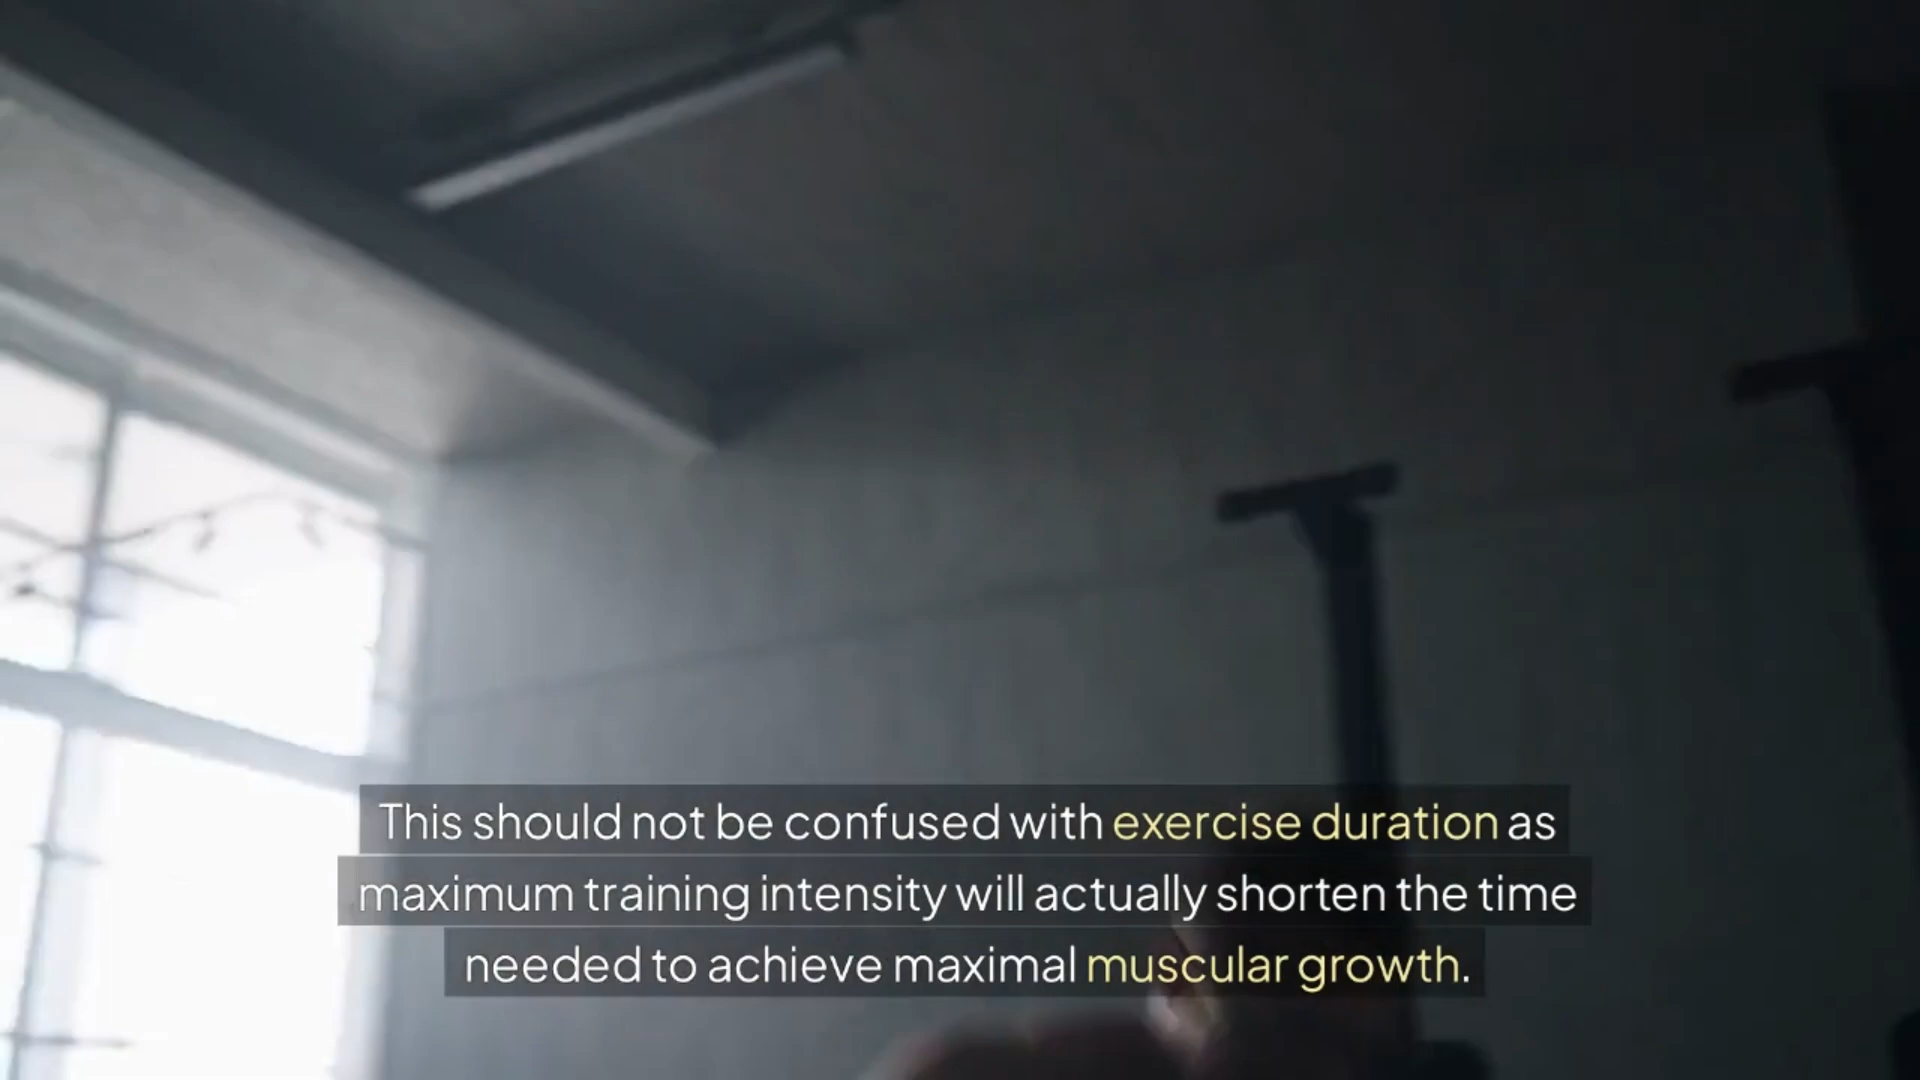 This should not be confused with exercise duration as
maximum training intensity will actually shorten the time
needed to achieve maximal muscular growth.